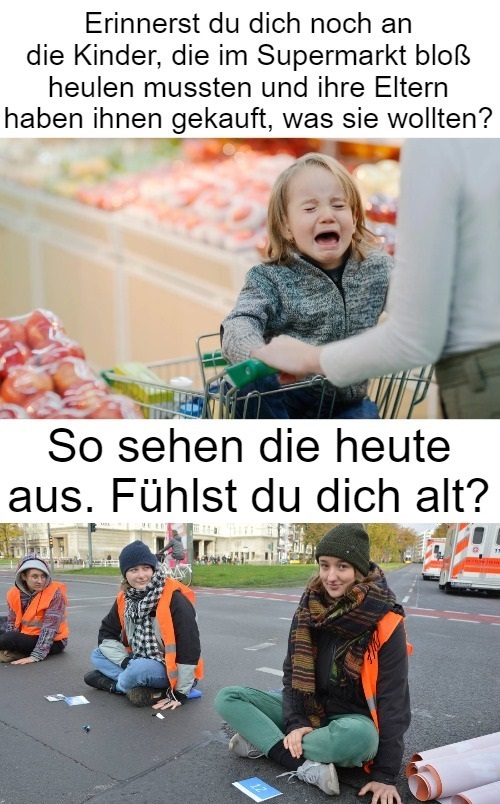 Erinnerst du dich noch an
die Kinder, die im Supermarkt bloß
heulen mussten und ihre Eltern
haben ihnen gekauft, was sie wollten?
So sehen die heute
aus. Fühlst du dich alt?